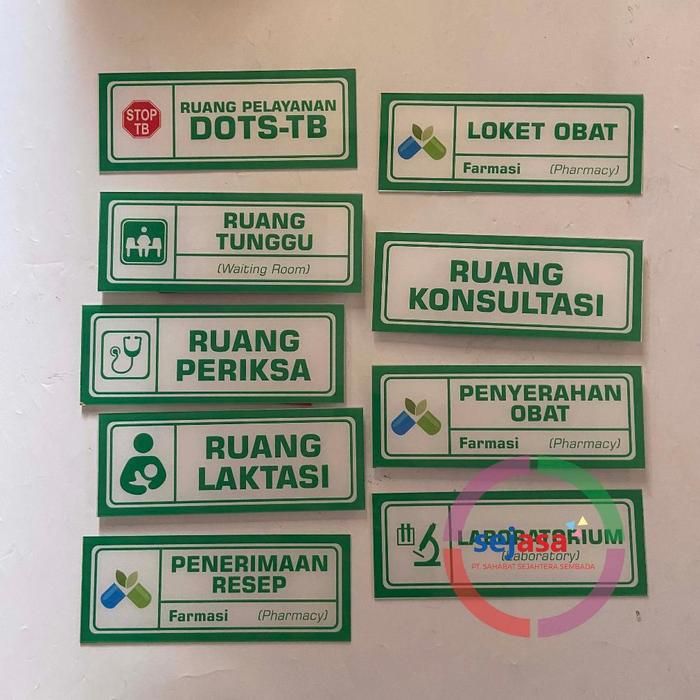 STOP
TB
RUANG PELAYANAN
DOTS-TB
RUANG
TUNGGU
(Waiting Room)
RUANG
PERIKSA
RUANG
LAKTASI
PENERIMAAN
RESEP
Farmasi (Pharmacy)
LOKET OBAT
Farmasi (Pharmacy)
RUANG
KONSULTASI
PENYERAHAN
OBAT
Farmasi (Pharmacy)
LABORATORIUM
(Laboratory)
sejasa
PT. SAHABAT SEJAHTERA SEMBADA